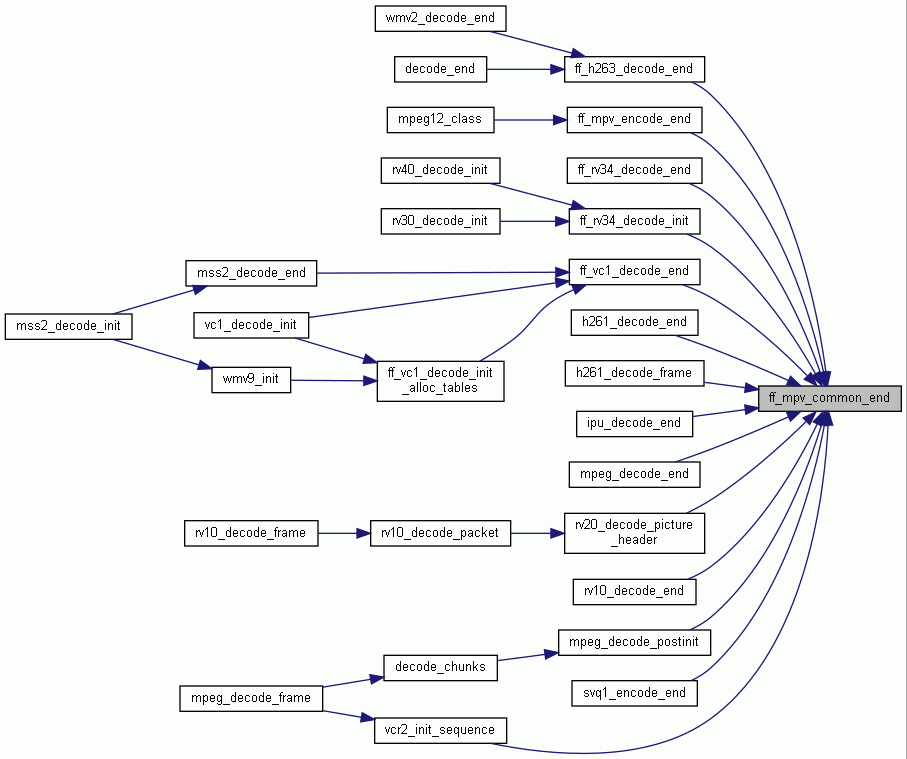 wmv2_decode_end
decode_end
ff_h263_decode_end
mpeg12_class
ff_mpv_encode_end
rv40_decode_init
ff_rv34_decode_end
rv30_decode_init
ff_rv34_decode_init
mss2_decode_end
ff_vc1_decode_end
mss2_decode_init
vc1_decode_init
h261_decode_end
wmv9_init
ff_vc1_decode_init
_alloc_tables
h261_decode_frame
ff_mpv_common_end
ipu_decode_end
mpeg_decode_end
rv10_decode_frame
rv10_decode_packet
rv20_decode_picture
_header
rv10_decode_end
mpeg_decode_postinit
decode_chunks
mpeg_decode_frame
svq1_encode_end
vcr2_init_sequence